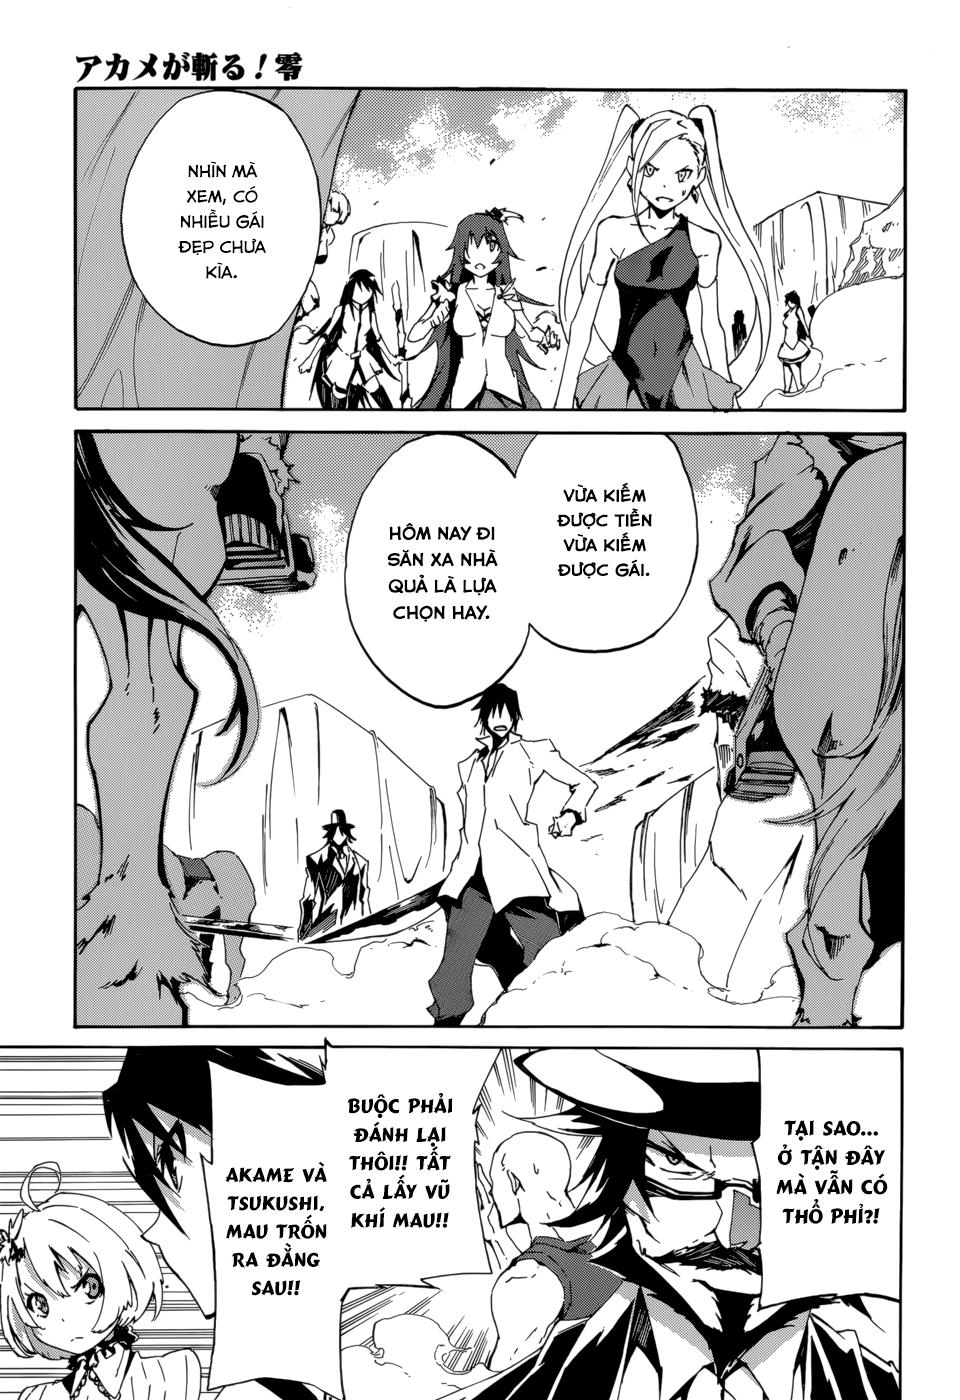 アカメが斬る！零
NHÌN MÀ
XEM, CÓ
NHIỀU GÁI
ĐẸP CHƯA
KÌA.
VỪA KIẾM
ĐƯỢC TIỀN
VỪA KIẾM
ĐƯỢC GÁI.
HÔM NAY ĐI
SĂN XA NHÀ
QUẢ LÀ LỰA
CHỌN HAY.
TẠI SAO...
Ở TẬN ĐÂY
MÀ VẪN CÓ
THỔ PHỈ?!
BUỘC PHẢI
ĐÁNH LẠI
THÔI!! TẤT
CẢ LẤY VŨ
KHÍ MAU!!
AKAME VÀ
TSUKUSHI,
MAU TRỐN
RA ĐẰNG
SAU!!